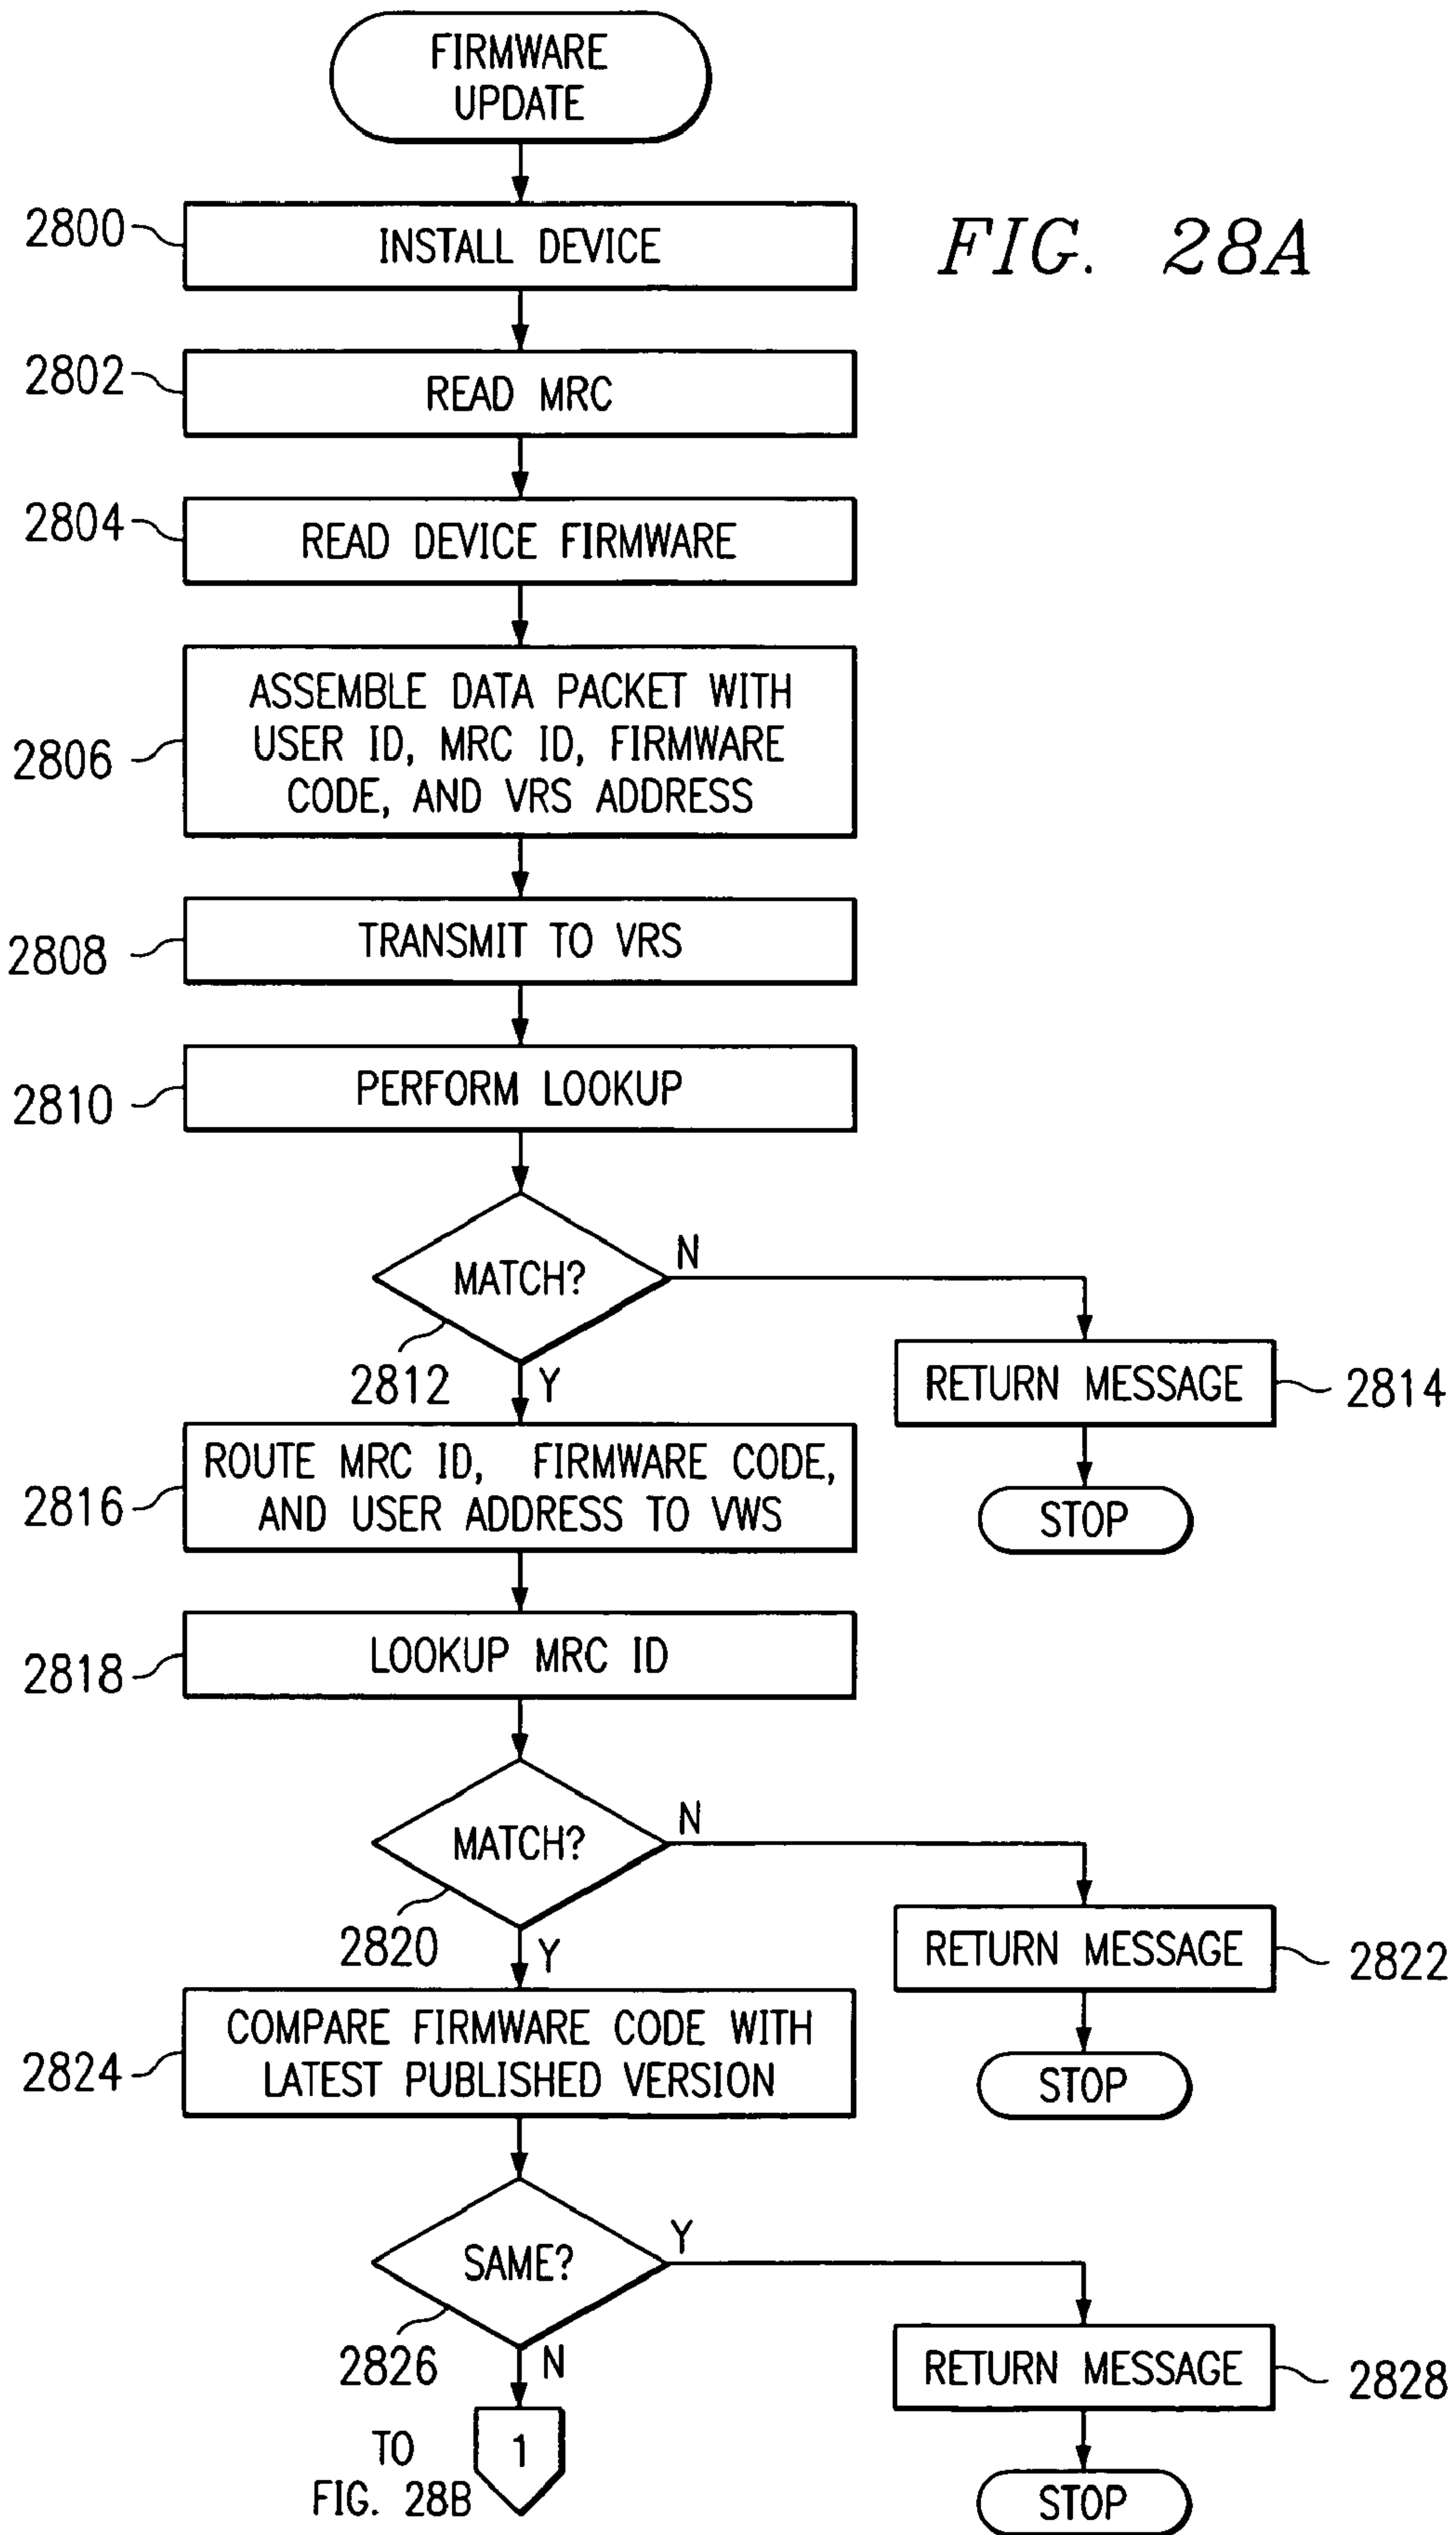 FIRMWARE
UPDATE
2800
INSTALL DEVICE
FIG. 28A
2802
READ MRC
2804
READ DEVICE FIRMWARE
2806
ASSEMBLE DATA PACKET WITH
USER ID, MRC ID, FIRMWARE
CODE, AND VRS ADDRESS
2808
TRANSMIT TO VRS
2810
PERFORM LOOKUP
MATCH?
N
2812
Y
RETURN MESSAGE
2814
STOP
2816
ROUTE MRC ID, FIRMWARE CODE,
AND USER ADDRESS TO VWS
2818
LOOKUP MRC ID
MATCH?
N
2820
Y
RETURN MESSAGE
2822
STOP
2824
COMPARE FIRMWARE CODE WITH
LATEST PUBLISHED VERSION
SAME?
Y
2826
N
RETURN MESSAGE
2828
STOP
TO
FIG. 28B
1